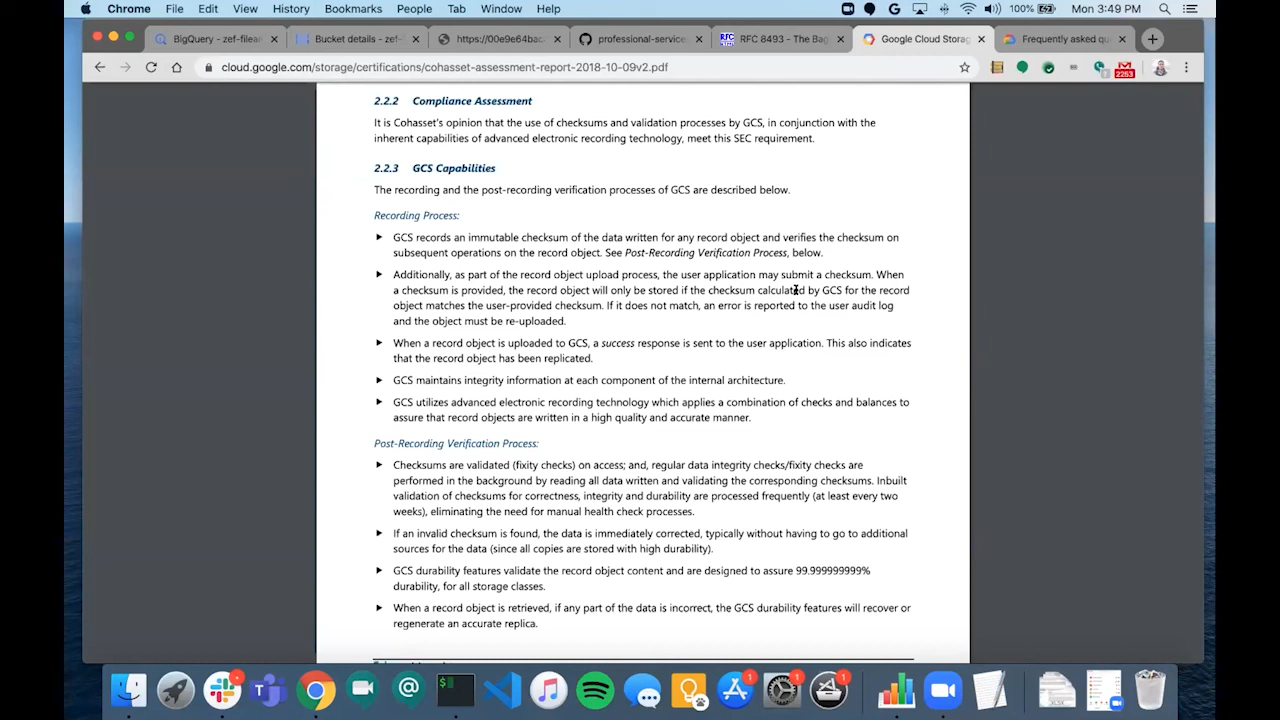 Chrome File Edit View History Bookmarks People Tab Window Help 100% Mon 3:49 PM
BigQuery - zef-filean × Bucket details - zef- × https://00e8e64bac × professional-service × RFC 8493 - The Bag × Google Cloud Storag × Frequently asked qu ×
cloud.google.com/storage/certifications/cohasset-assessment-report-2018-10-09v2.pdf 2263
2.2.2 Compliance Assessment
It is Cohasset's opinion that the use of checksums and validation processes by GCS, in conjunction with the
inherent capabilities of advanced electronic recording technology, meet this SEC requirement.
2.2.3 GCS Capabilities
The recording and the post-recording verification processes of GCS are described below.
Recording Process:
GCS records an immutable checksum of the data written for any record object and verifies the checksum on
subsequent operations on the record object. See Post-Recording Verification Process, below.
Additionally, as part of the record object upload process, the user application may submit a checksum. When
a checksum is provided, the record object will only be stored if the checksum calculated by GCS for the record
object matches the user-provided checksum. If it does not match, an error is reported to the user audit log
and the object must be re-uploaded.
When a record object is uploaded to GCS, a success response is sent to the user application. This also indicates
that the record object has been replicated.
GCS maintains integrity information at each component of the internal architecture.
GCS utilizes advanced electronic recording technology which applies a combination of checks and balances to
assure that record objects are written in a high quality and accurate manner.
Post-Recording Verification Process:
Checksums are validated (fixity checks) on access; and, regular data integrity checks/fixity checks are
performed in the background by reading all data written and validating the corresponding checksums. Inbuilt
validation of checksums for correctness, integrity and durability are processed frequently (at least every two
weeks), eliminating the need for manual health check processes.
If an invalid checksum is found, the data is immediately corrected, typically without having to go to additional
sources for the data (since all copies are stored with high durability).
GCS durability features validate the record object content and are designed to assure 99.999999999%
durability, for all storage classes.
When a record object is retrieved, if any part of the data is incorrect, the GCS durability features will recover or
regenerate an accurate replica.